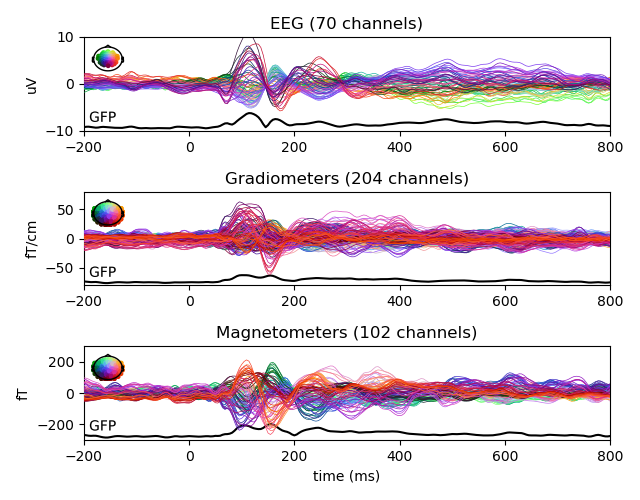 EEG (70 channels)
10
0
−10
uV
GFP
−200 0 200 400 600 800
Gradiometers (204 channels)
50
0
−50
fT/cm
GFP
−200 0 200 400 600 800
Magnetometers (102 channels)
200
0
−200
fT
GFP
−200 0 200 400 600 800
time (ms)